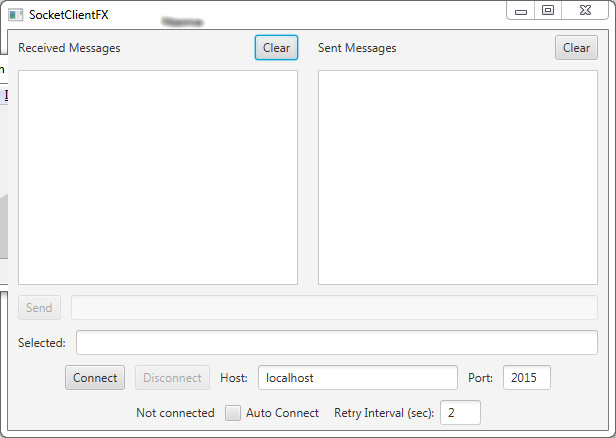 SocketClientFX
Name
Received Messages Clear Sent Messages Clear
Send
Selected:
Connect Disconnect Host: localhost Port: 2015
Not connected Auto Connect Retry Interval (sec): 2